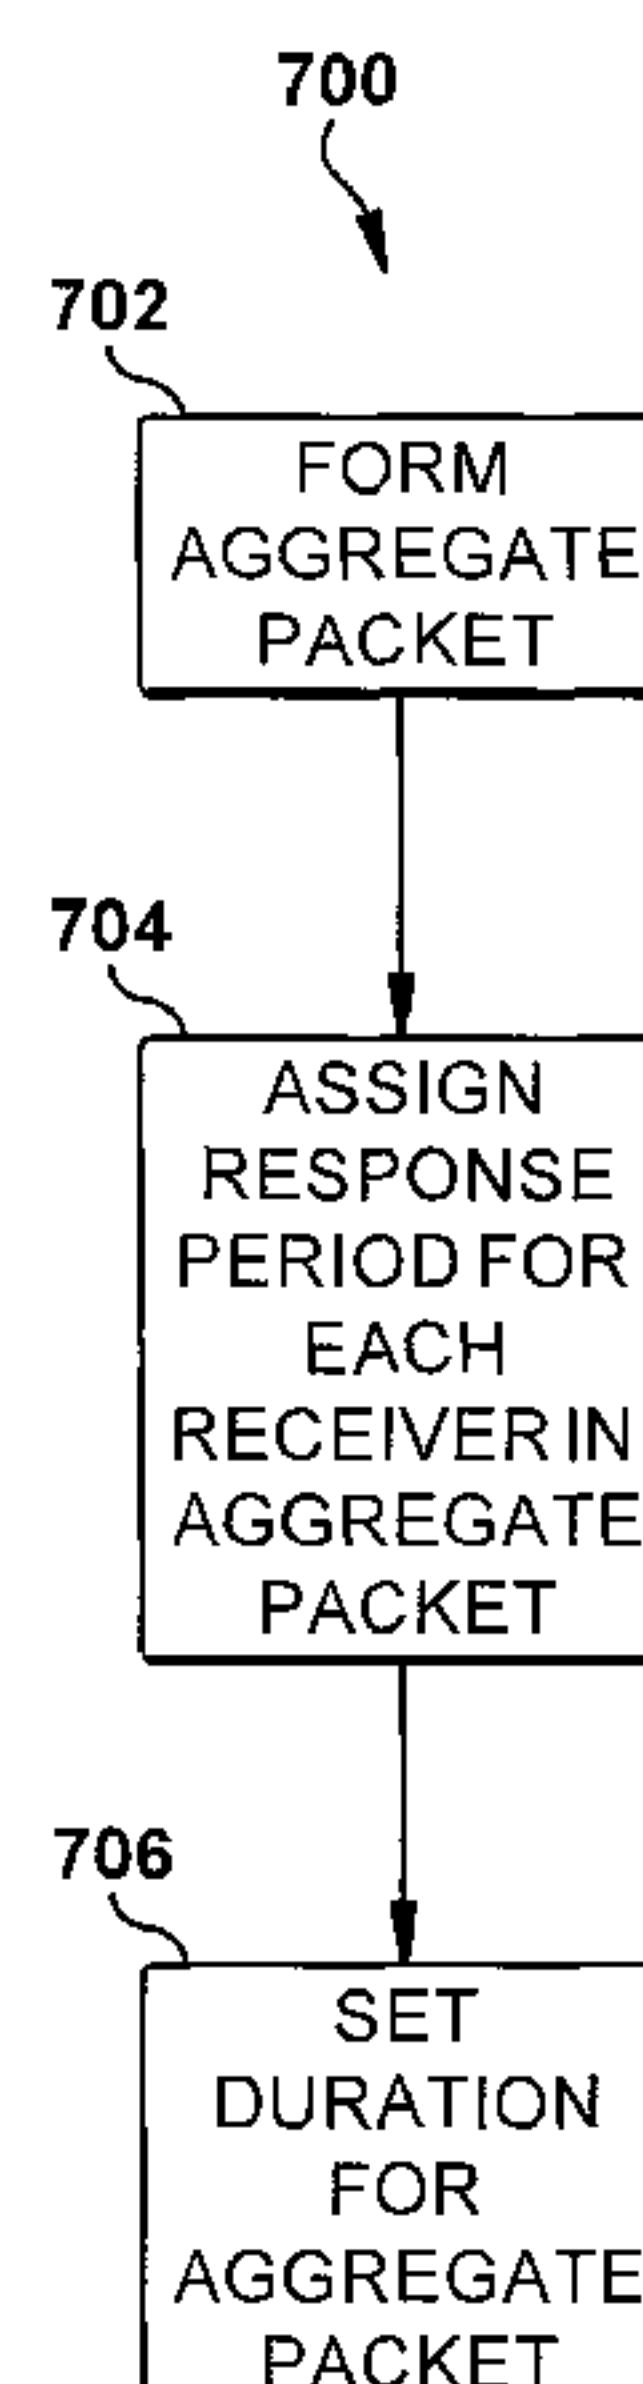 700
702
FORM
AGGREGATE
PACKET
704
ASSIGN
RESPONSE
PERIOD FOR
EACH
RECEIVER IN
AGGREGATE
PACKET
706
SET
DURATION
FOR
AGGREGATE
PACKET